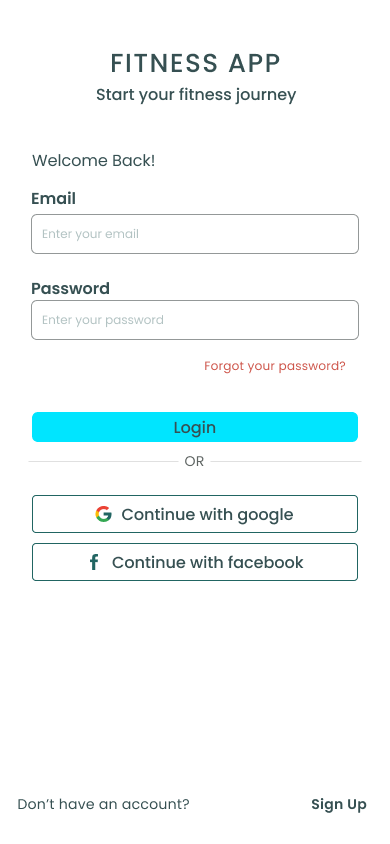 FITNESS APP
Start your fitness journey
Welcome Back!
Email
Enter your email
Password
Enter your password
Forgot your password?
Login
OR
Continue with google
Continue with facebook
Don’t have an account? Sign Up